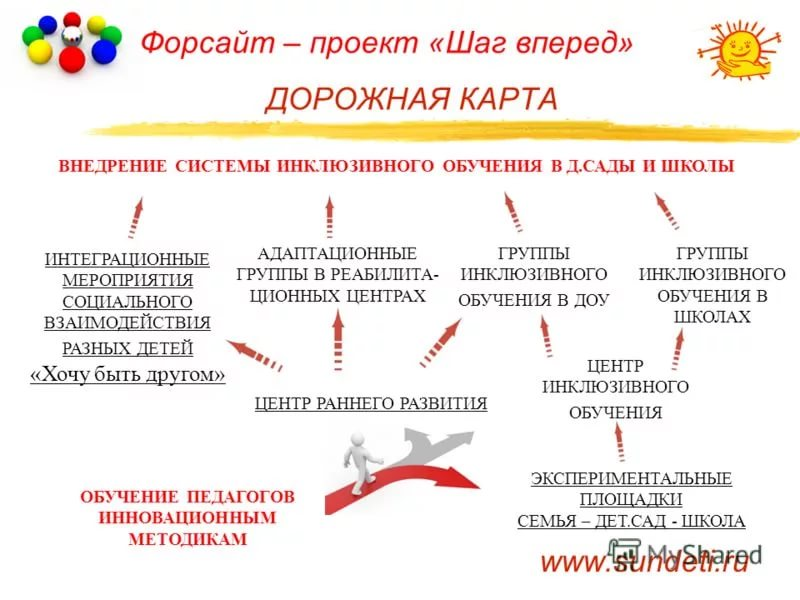 Форсайт – проект «Шаг вперед»
ДОРОЖНАЯ КАРТА
ВНЕДРЕНИЕ СИСТЕМЫ ИНКЛЮЗИВНОГО ОБУЧЕНИЯ В Д.САДЫ И ШКОЛЫ
ИНТЕГРАЦИОННЫЕ
МЕРОПРИЯТИЯ
СОЦИАЛЬНОГО
ВЗАИМОДЕЙСТВИЯ
РАЗНЫХ ДЕТЕЙ
«Хочу быть другом»
АДАПТАЦИОННЫЕ
ГРУППЫ В РЕАБИЛИТА-
ЦИОННЫХ ЦЕНТРАХ
ГРУППЫ
ИНКЛЮЗИВНОГО
ОБУЧЕНИЯ В ДОУ
ГРУППЫ
ИНКЛЮЗИВНОГО
ОБУЧЕНИЯ В
ШКОЛАХ
ЦЕНТР РАННЕГО РАЗВИТИЯ
ЦЕНТР
ИНКЛЮЗИВНОГО
ОБУЧЕНИЯ
ОБУЧЕНИЕ ПЕДАГОГОВ
ИННОВАЦИОННЫМ
МЕТОДИКАМ
ЭКСПЕРИМЕНТАЛЬНЫЕ
ПЛОЩАДКИ
СЕМЬЯ – ДЕТ.САД - ШКОЛА
www.sundeti.ru
MyShared